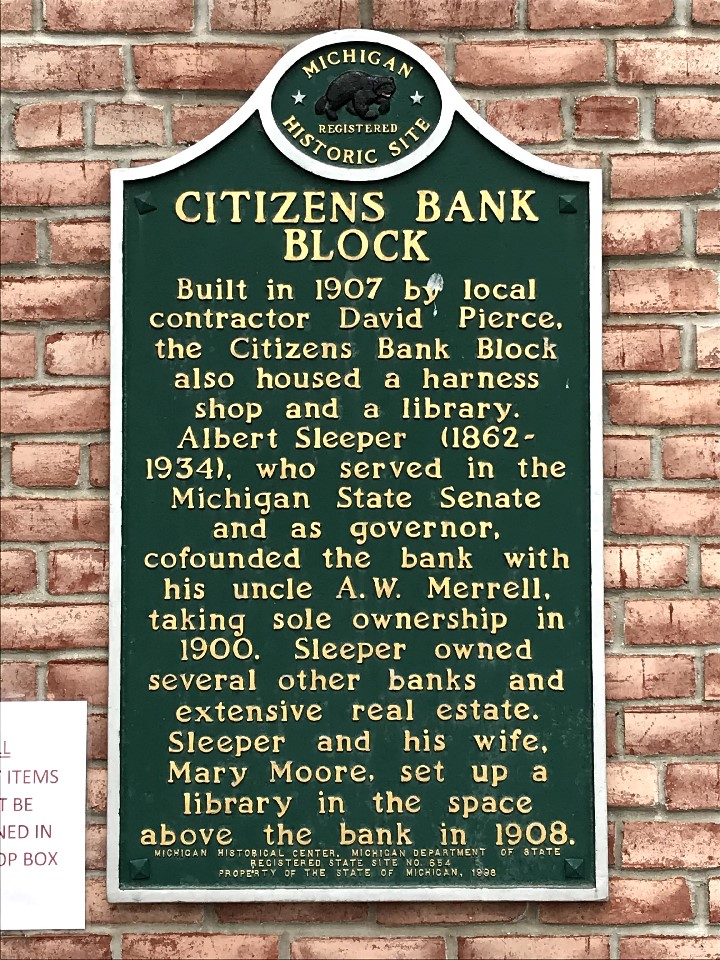 MICHIGAN
REGISTERED
HISTORIC SITE
CITIZENS BANK
BLOCK
Built in 1907 by local
contractor David Pierce,
the Citizens Bank Block
also housed a harness
shop and a library.
Albert Sleeper (1862-
1934), who served in the
Michigan State Senate
and as governor,
cofounded the bank with
his uncle A.W. Merrell,
taking sole ownership in
1900. Sleeper owned
several other banks and
extensive real estate.
Sleeper and his wife,
Mary Moore, set up a
library in the space
above the bank in 1908.
MICHIGAN HISTORICAL CENTER, MICHIGAN DEPARTMENT OF STATE
REGISTERED STATE SITE NO. 654
PROPERTY OF THE STATE OF MICHIGAN, 1998
ITEMS
BE
IN
BOX